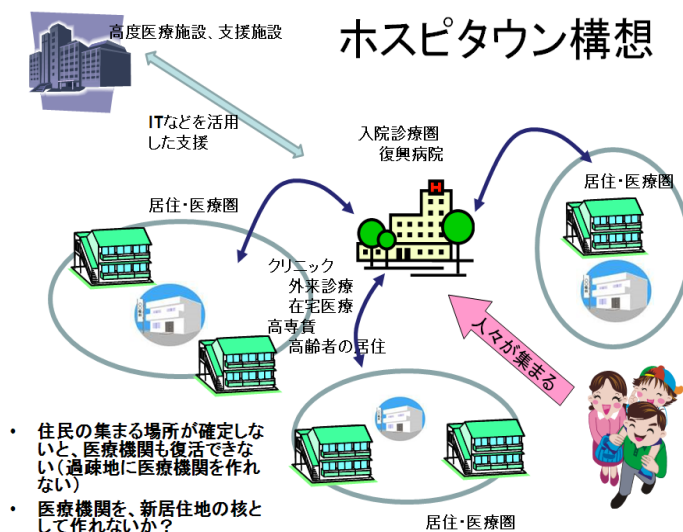 ホスピタウン構想
高度医療施設、支援施設
ITなどを活用
した支援
入院診療圏
復興病院
H
居住・医療圏
居住・医療圏
クリニック
外来診療
在宅医療
高専賃
高齢者の居住
人々が集まる
・ 住民の集まる場所が確定しな
いと、医療機関も復活できな
い(過疎地に医療機関を作れ
ない)
・ 医療機関を、新居住地の核と
して作れないか？
居住・医療圏